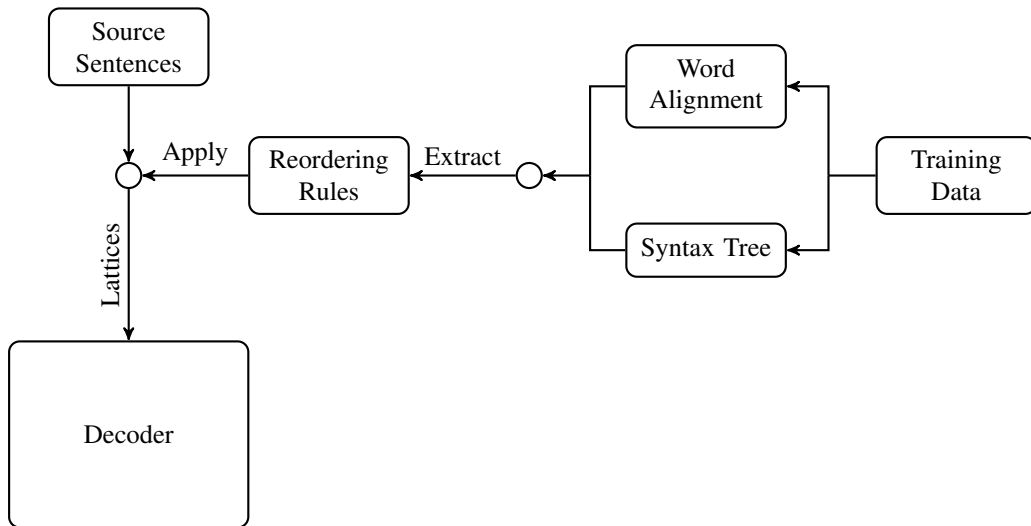 Source
Sentences
Word
Alignment
Apply
Reordering
Rules
Extract
Training
Data
Syntax Tree
Lattices
Decoder